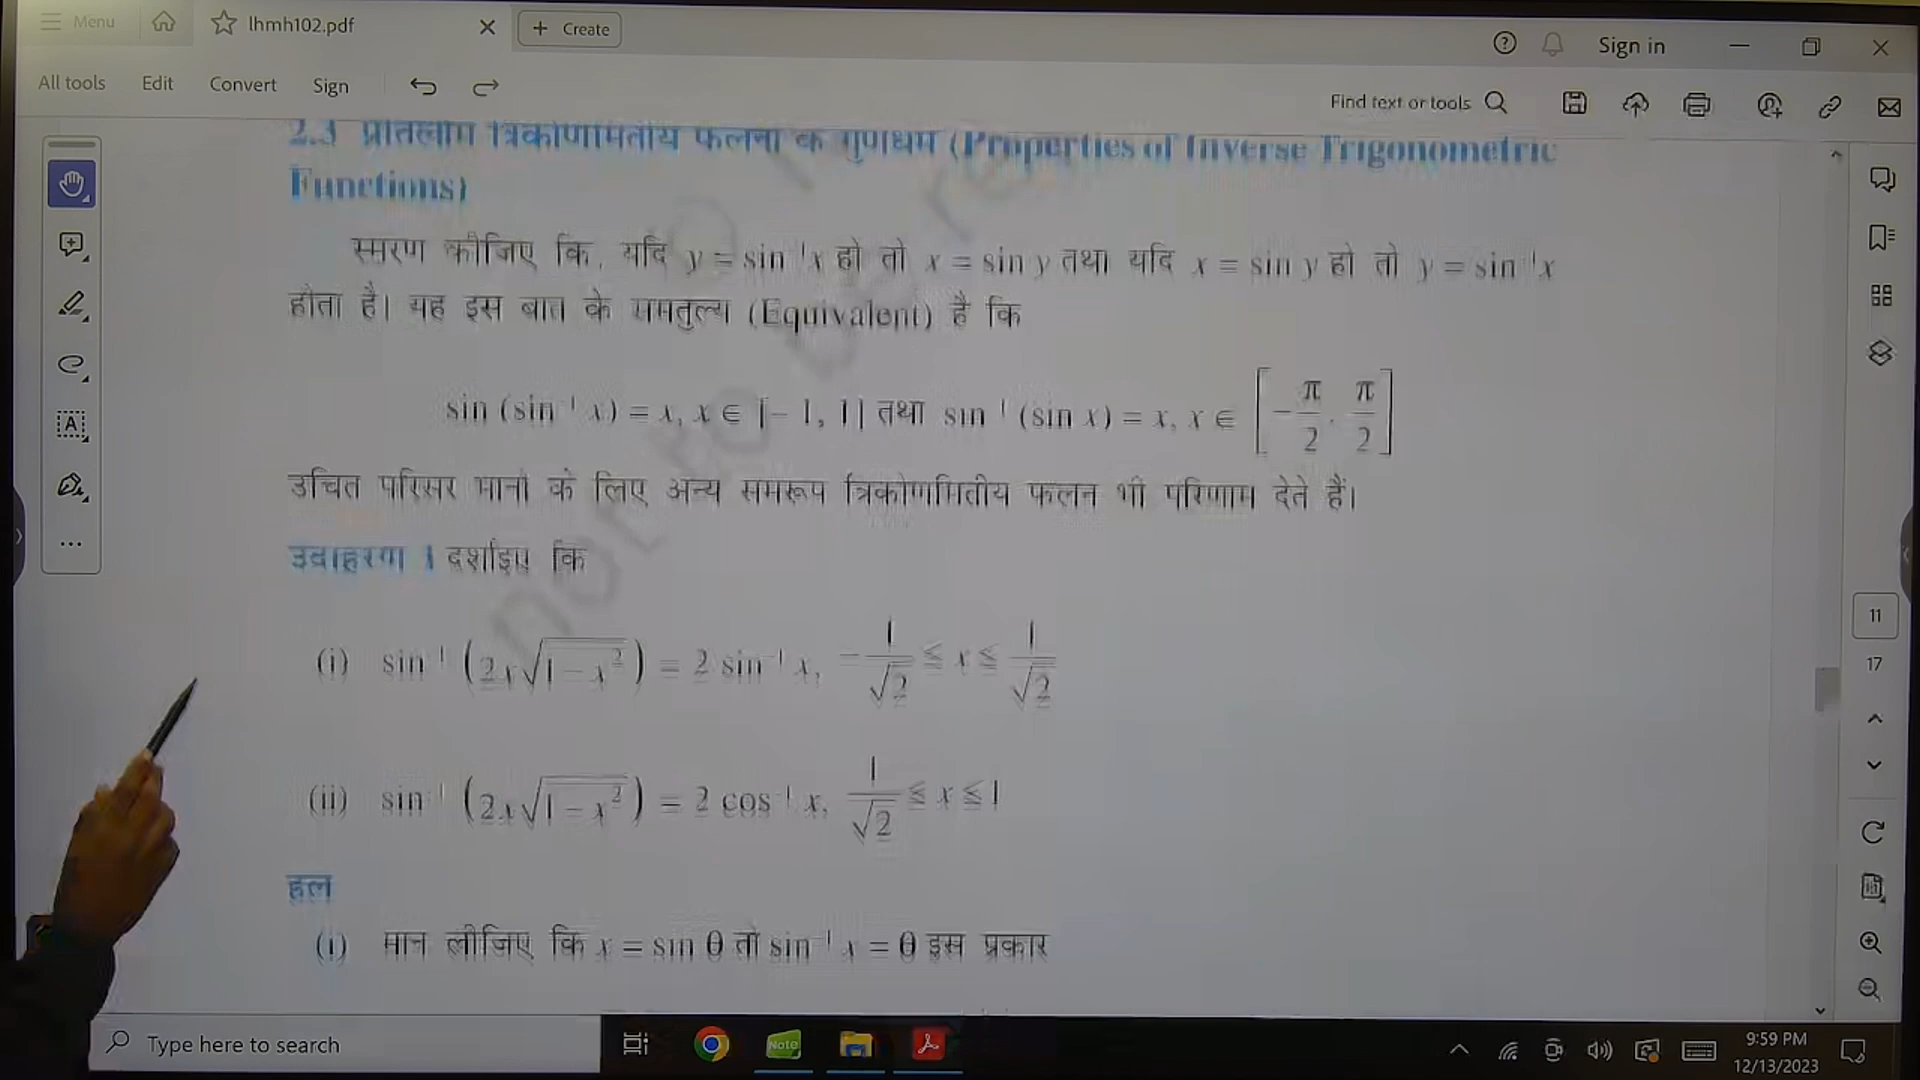 Menu
lhmh102.pdf
+ Create
Sign in
All tools Edit Convert Sign
Find text or tools
2.3 प्रतिलोम त्रिकोणमितीय फलनों के गुणधर्म (Properties of Inverse Trigonometric
Functions)
स्मरण कीजिए कि, यदि y = sin⁻¹x हो तो x = sin y तथा यदि x = sin y हो तो y = sin⁻¹x
होता है। यह इस बात के समतुल्य (Equivalent) है कि
sin (sin⁻¹ x) = x, x ∈ [– 1, 1] तथा sin⁻¹ (sin x) = x, x ∈ [–π/2, π/2]
उचित परिसर मानों के लिए अन्य समरूप त्रिकोणमितीय फलन भी परिणाम देते हैं।
उदाहरण 1 दर्शाइए कि
(i) sin⁻¹ (2x√(1 – x²)) = 2 sin⁻¹ x, –1/√2 ≤ x ≤ 1/√2
(ii) sin⁻¹ (2x√(1 – x²)) = 2 cos⁻¹ x, 1/√2 ≤ x ≤ 1
हल
(i) मान लीजिए कि x = sin θ तो sin⁻¹ x = θ इस प्रकार
11
17
Type here to search
Note
9:59 PM
12/13/2023